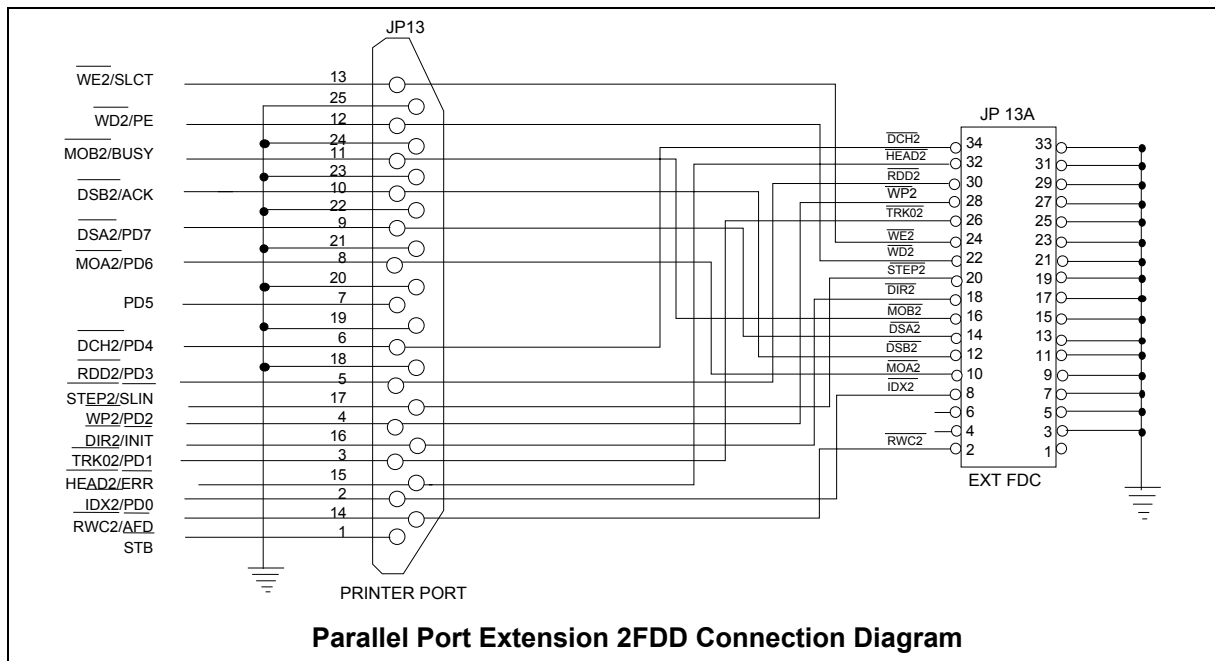 JP13
WE2/SLCT
13
25
WD2/PE
12
24
MOB2/BUSY
11
23
DSB2/ACK
10
22
DSA2/PD7
9
21
MOA2/PD6
8
20
PD5
7
19
DCH2/PD4
6
18
RDD2/PD3
5
STEP2/SLIN
17
WP2/PD2
4
DIR2/INIT
16
TRK02/PD1
3
HEAD2/ERR
15
IDX2/PD0
2
RWC2/AFD
14
STB
1
PRINTER PORT
JP 13A
DCH2 34 33
HEAD2 32 31
RDD2 30 29
WP2 28 27
TRK02 26 25
WE2 24 23
WD2 22 21
STEP2 20 19
DIR2 18 17
MOB2 16 15
DSA2 14 13
DSB2 12 11
MOA2 10 9
IDX2 8 7
6 5
4 3
RWC2 2 1
EXT FDC
Parallel Port Extension 2FDD Connection Diagram